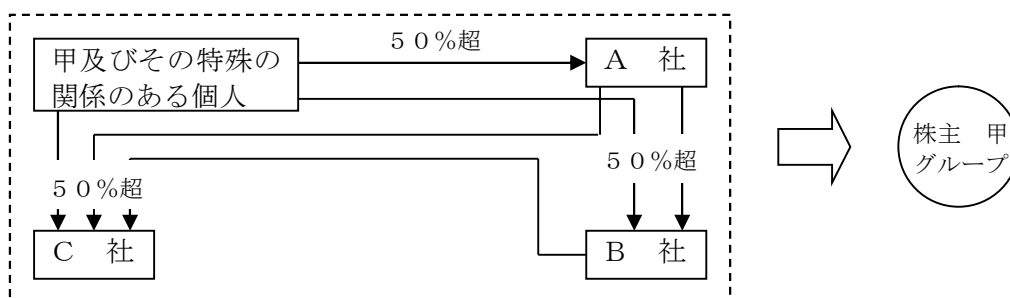 ５０％超
甲及びその特殊の
関係のある個人
Ａ　社
株主　甲
グループ
５０％超
５０％超
Ｃ　社
Ｂ　社